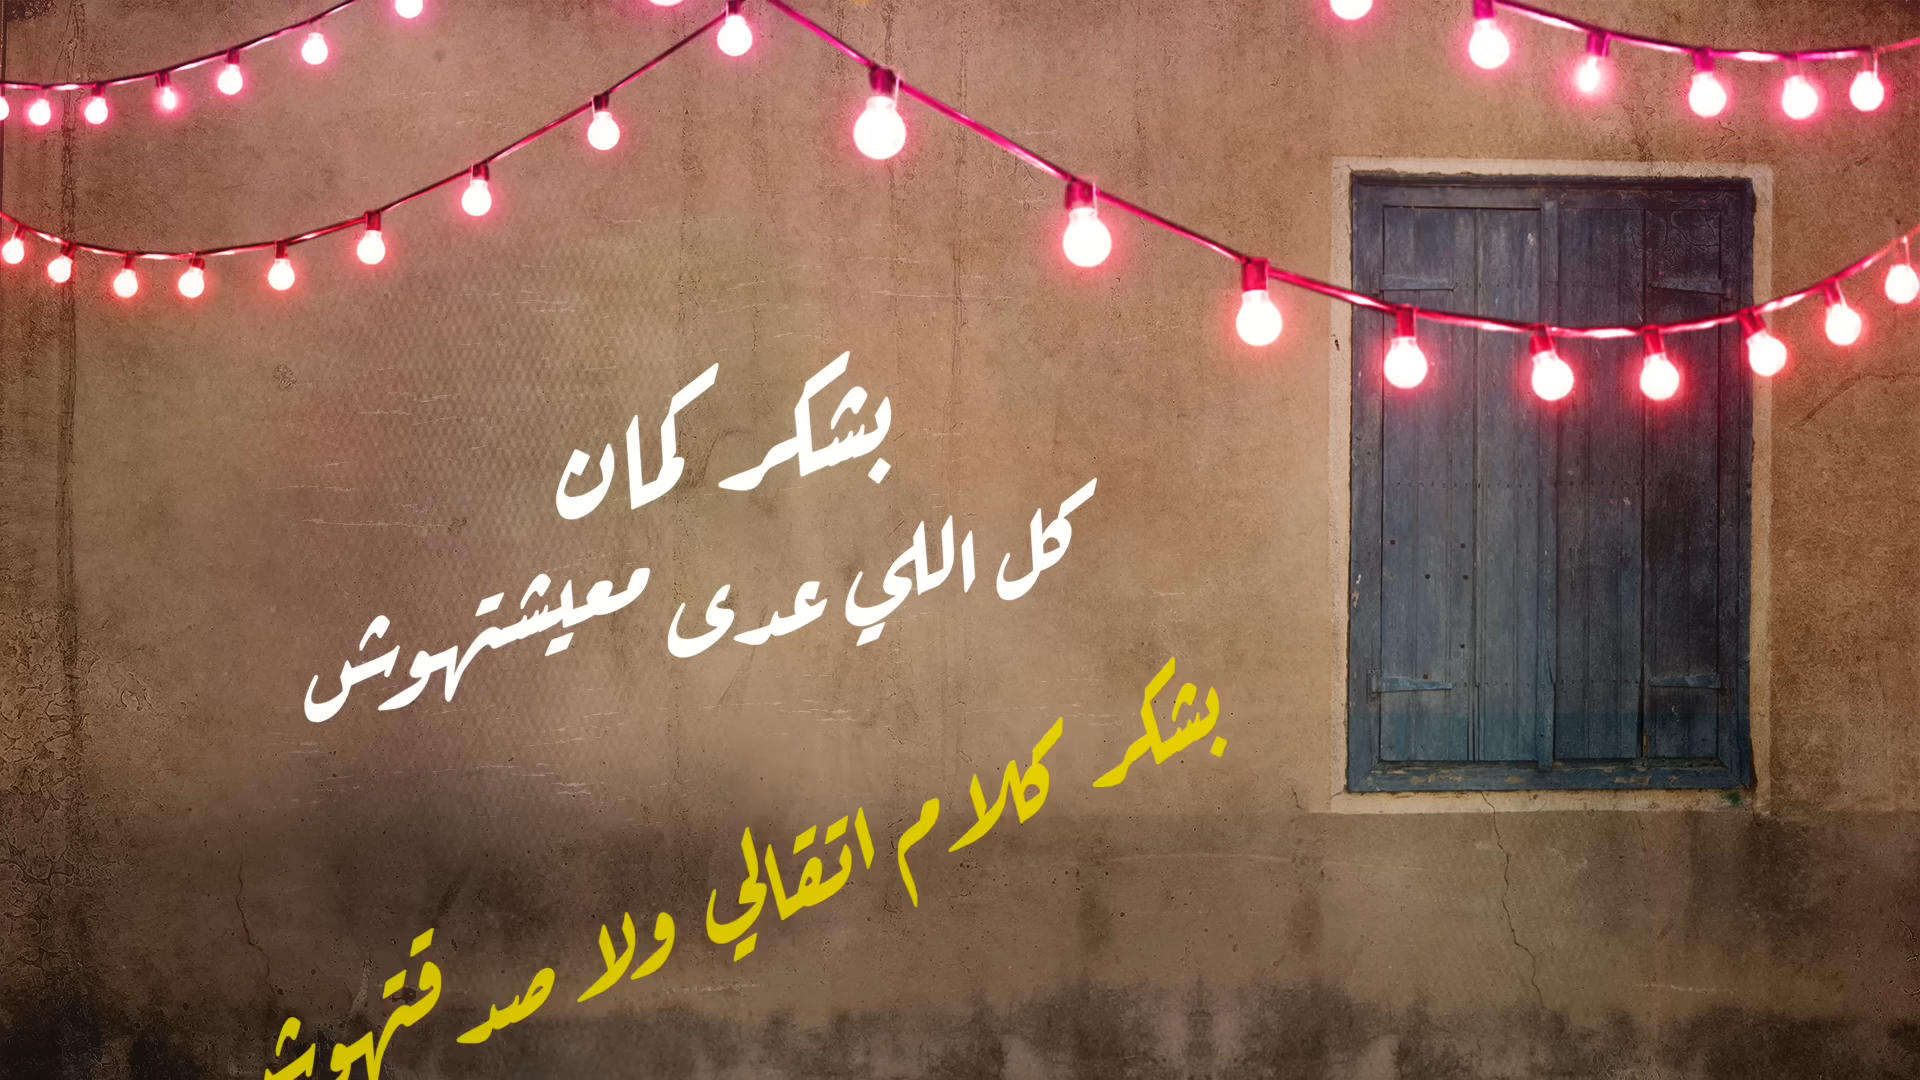 بشكر كمان
كل اللي عدى معيشتهوش
بشكر كلام اتقالي ولا صدقتهوش